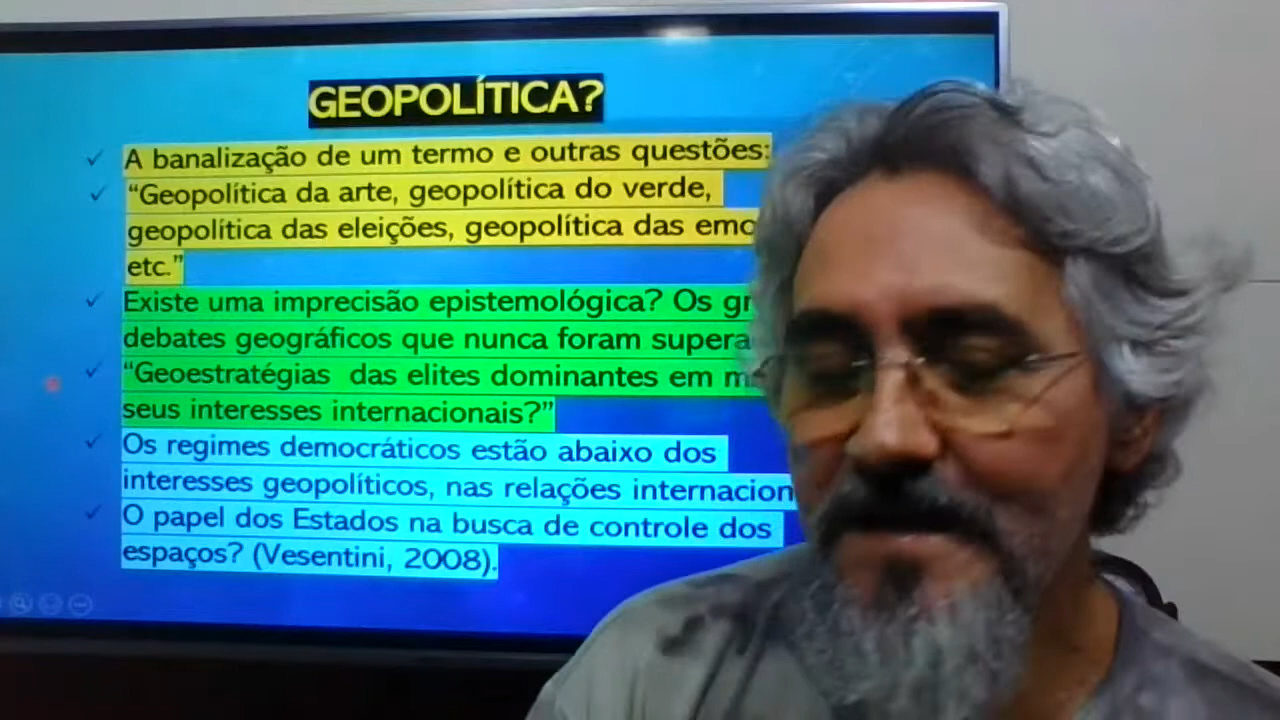 GEOPOLÍTICA?
A banalização de um termo e outras questões:
“Geopolítica da arte, geopolítica do verde,
geopolítica das eleições, geopolítica das
etc.”
Existe uma imprecisão epistemológica? Os
debates geográficos que nunca foram
“Geoestratégias das elites dominantes em
seus interesses internacionais?”
Os regimes democráticos estão abaixo dos
interesses geopolíticos, nas relações
O papel dos Estados na busca de controle dos
espaços? (Vesentini, 2008).